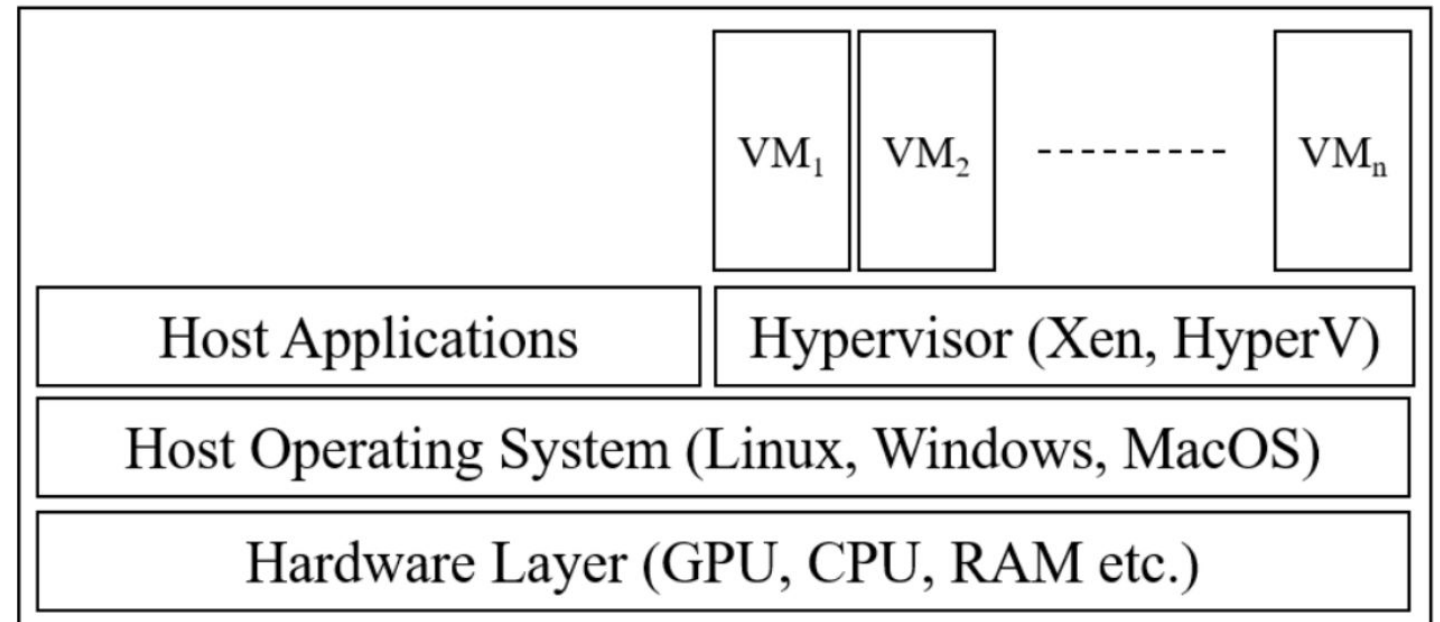 VM₁ VM₂ --------- VMₙ
Host Applications
Hypervisor (Xen, HyperV)
Host Operating System (Linux, Windows, MacOS)
Hardware Layer (GPU, CPU, RAM etc.)